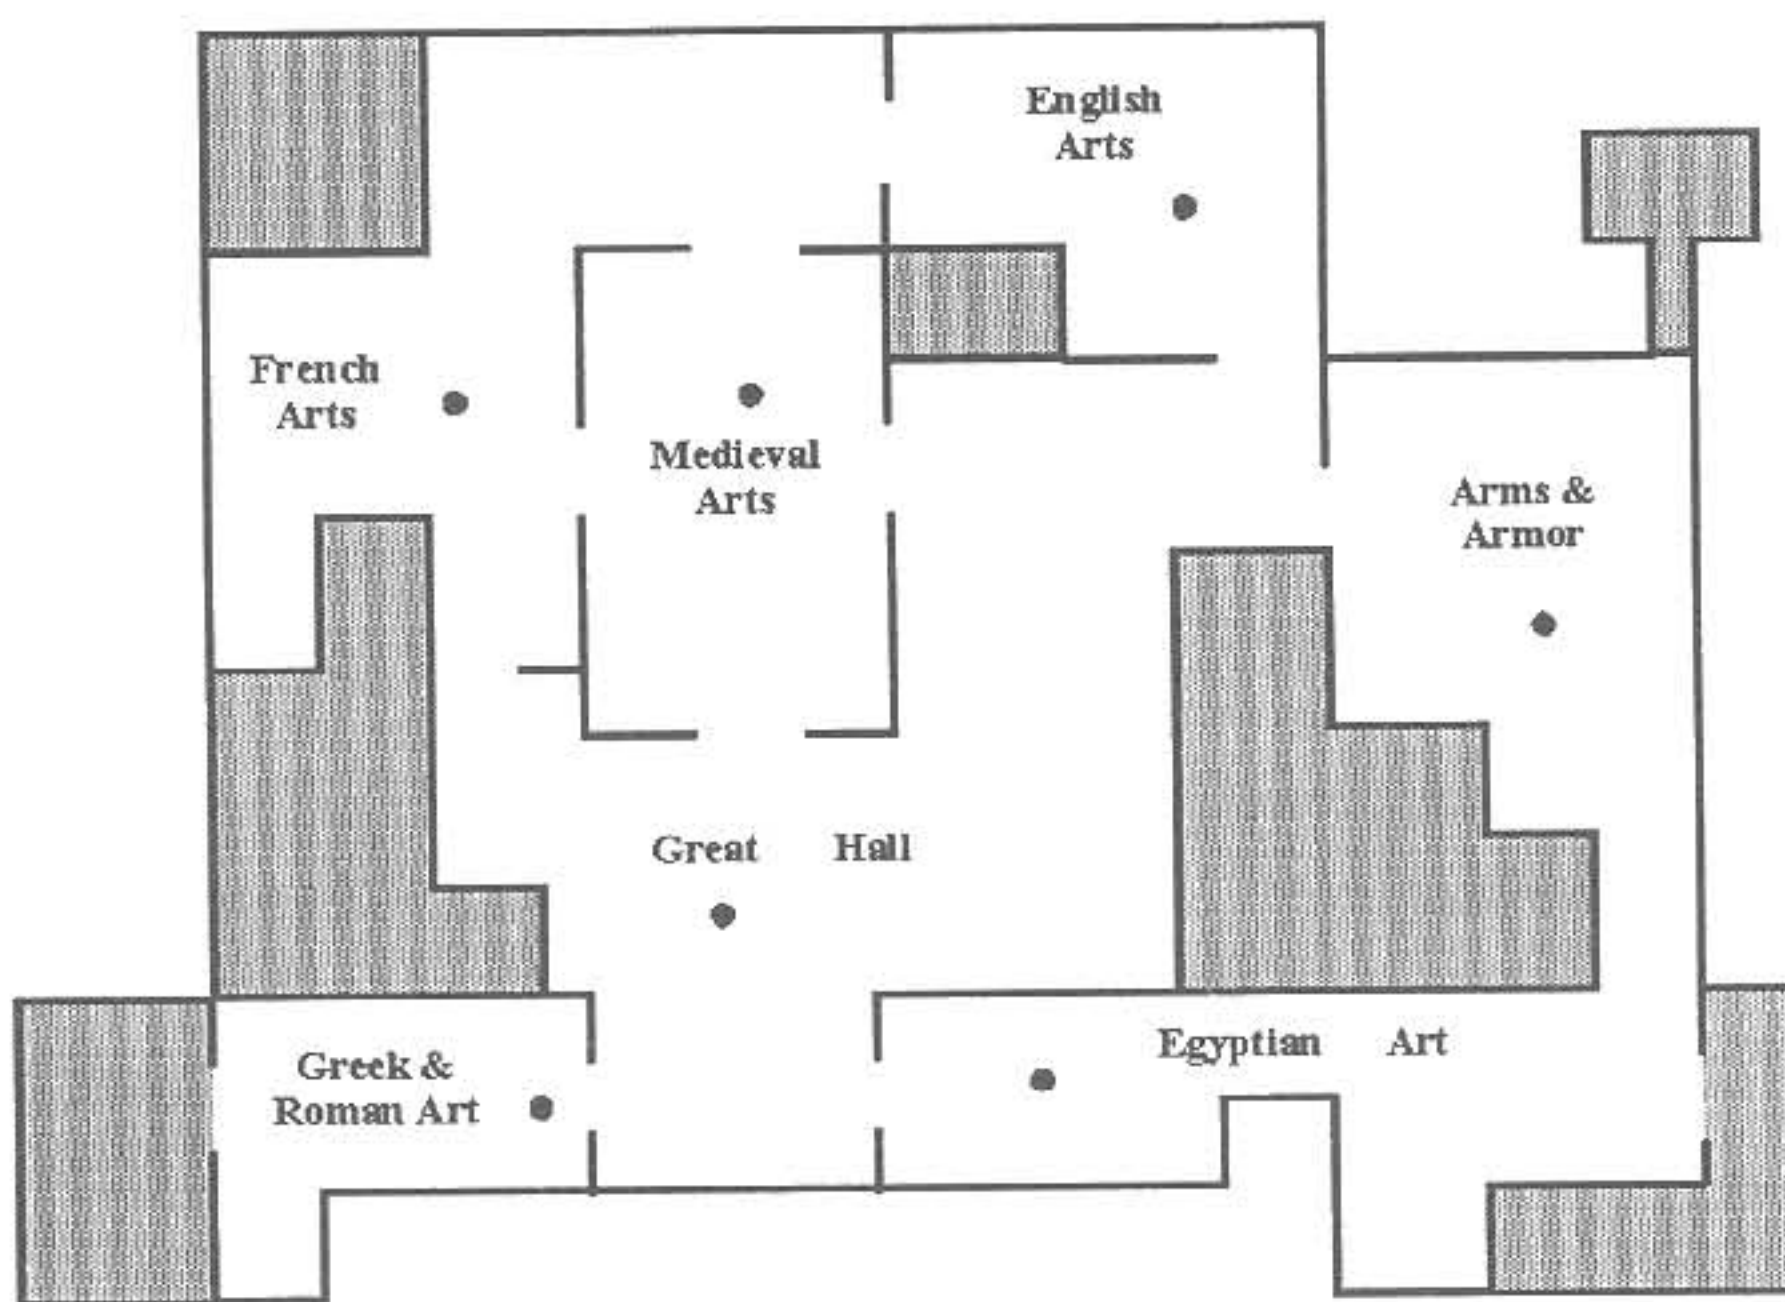 English
Arts
French
Arts
Medieval
Arts
Arms &
Armor
Great Hall
Egyptian Art
Greek &
Roman Art